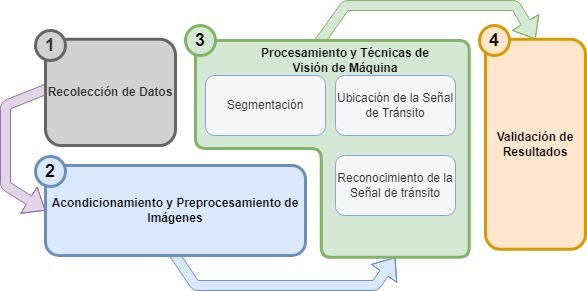 1
Recolección de Datos
2
Acondicionamiento y Preprocesamiento de
Imágenes
3
Procesamiento y Técnicas de
Visión de Máquina
Segmentación
Ubicación de la Señal
de Tránsito
Reconocimiento de la
Señal de tránsito
4
Validación de
Resultados